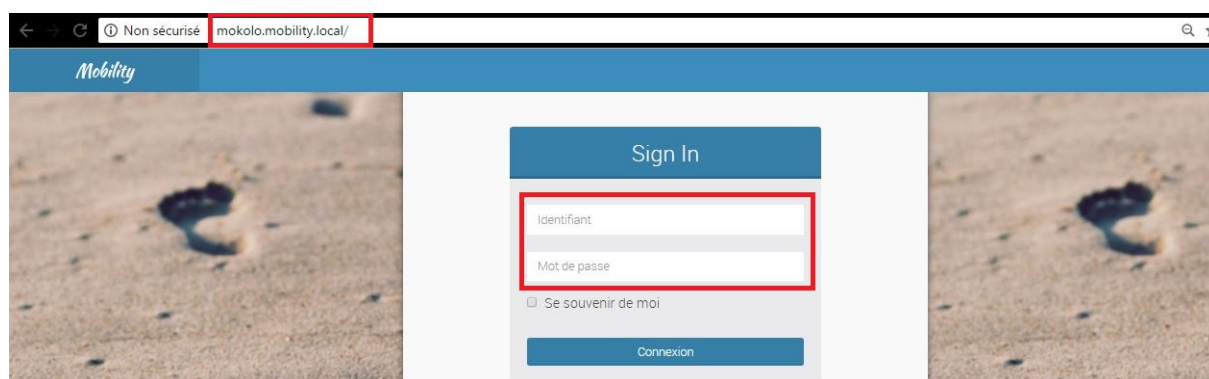 Non sécurisé mokolo.mobility.local/
Mobility
Sign In
Identifiant
Mot de passe
Se souvenir de moi
Connexion